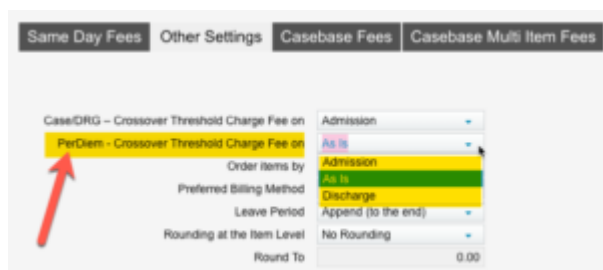 Same Day Fees Other Settings Casebase Fees Casebase Multi Item Fees
Case/DRG – Crossover Threshold Charge Fee on Admission
PerDiem - Crossover Threshold Charge Fee on As Is
Order items by Admission
As Is
Preferred Billing Method Discharge
Leave Period Append (to the end)
Rounding at the Item Level No Rounding
Round To 0.00